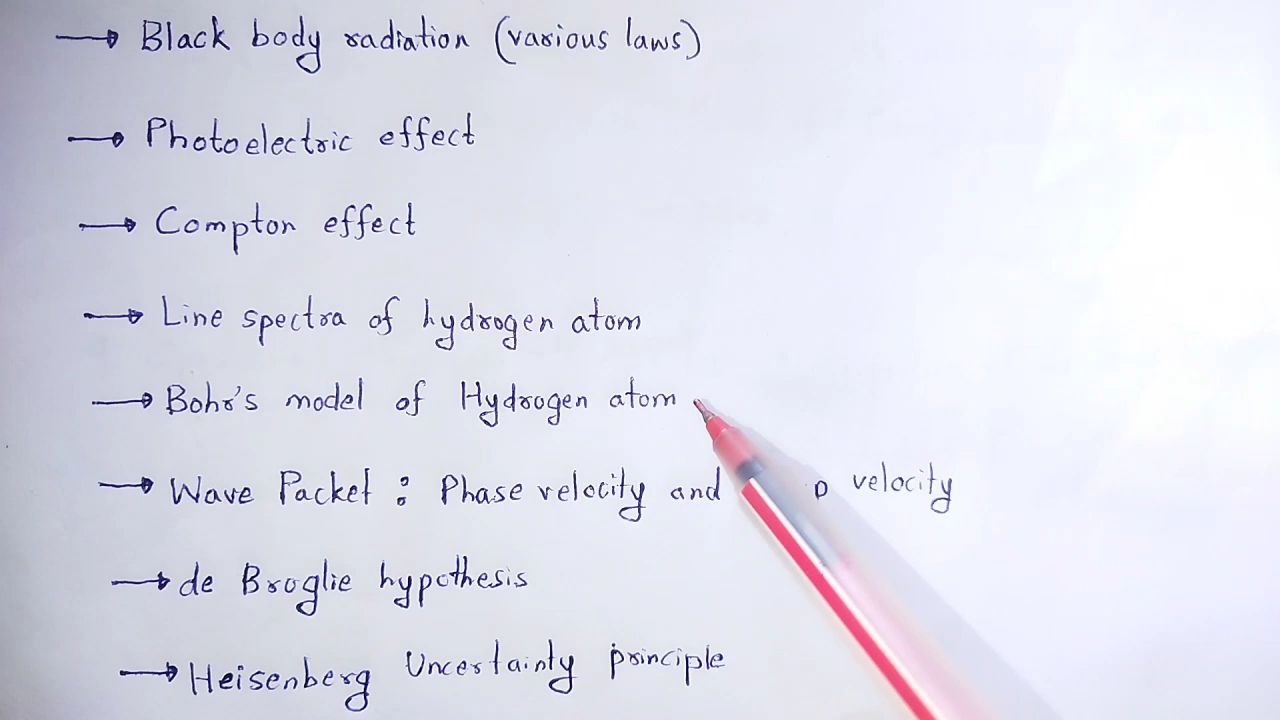 Black body radiation (various laws)
Photoelectric effect
Compton effect
Line spectra of hydrogen atom
Bohr's model of Hydrogen atom
Wave Packet : Phase velocity and velocity
de Broglie hypothesis
Heisenberg Uncertainty principle